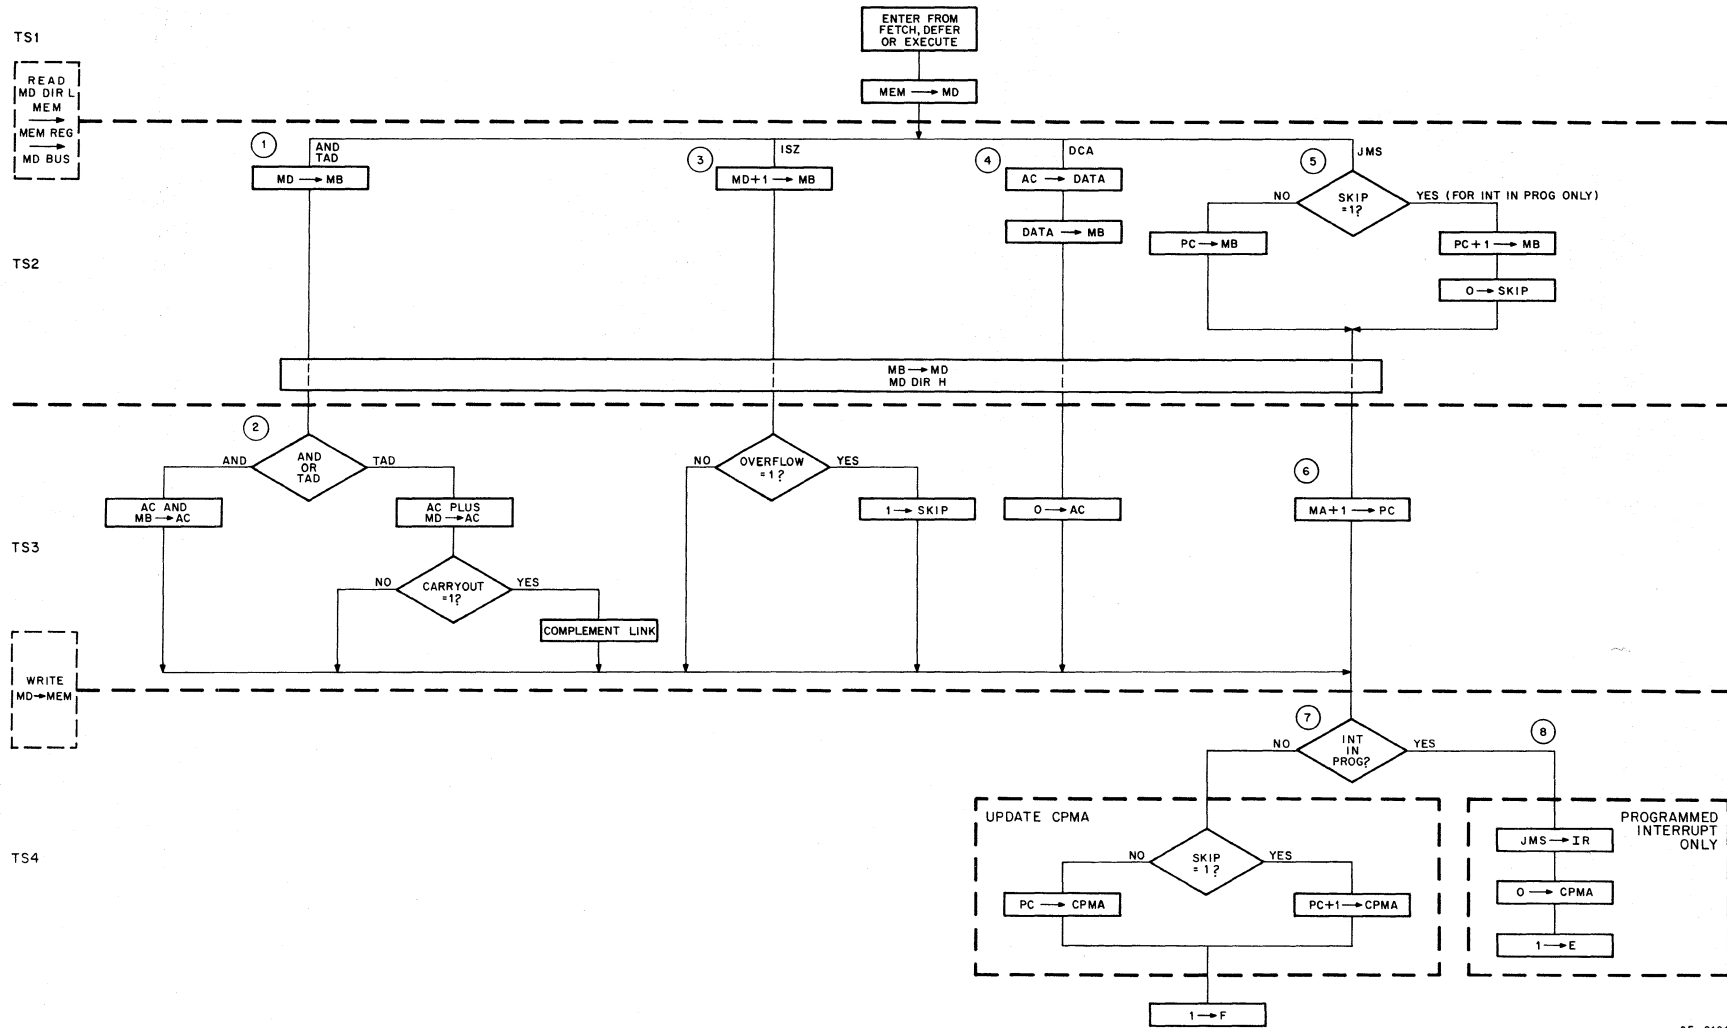 TS1
ENTER FROM
FETCH, DEFER
OR EXECUTE
READ
MD DIR L
MEM
→
MEM REG
→
MD BUS
MEM → MD
1
AND
TAD
MD → MB
3
ISZ
MD+1 → MB
4
DCA
AC → DATA
DATA → MB
5
JMS
SKIP
=1?
NO
YES (FOR INT IN PROG ONLY)
PC → MB
PC+1 → MB
0 → SKIP
TS2
MB → MD
MD DIR H
2
AND
OR
TAD
AND
TAD
AC AND
MB → AC
AC PLUS
MD → AC
NO
OVERFLOW
=1?
YES
1 → SKIP
0 → AC
6
MA+1 → PC
TS3
NO
CARRYOUT
=1?
YES
COMPLEMENT LINK
WRITE
MD→MEM
7
NO
INT
IN
PROG?
YES
8
UPDATE CPMA
PROGRAMMED
INTERRUPT
ONLY
TS4
NO
SKIP
=1?
YES
PC → CPMA
PC+1 → CPMA
JMS → IR
0 → CPMA
1 → E
1 → F